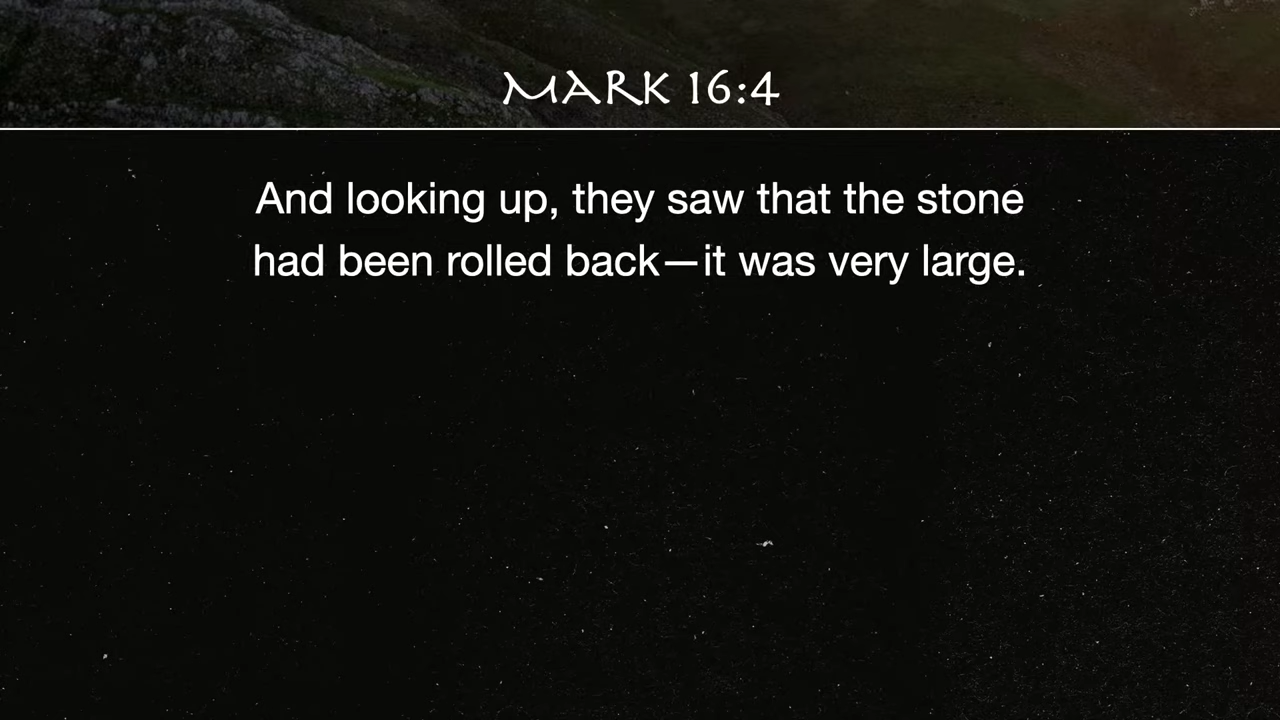 MARK 16:4
And looking up, they saw that the stone
had been rolled back—it was very large.